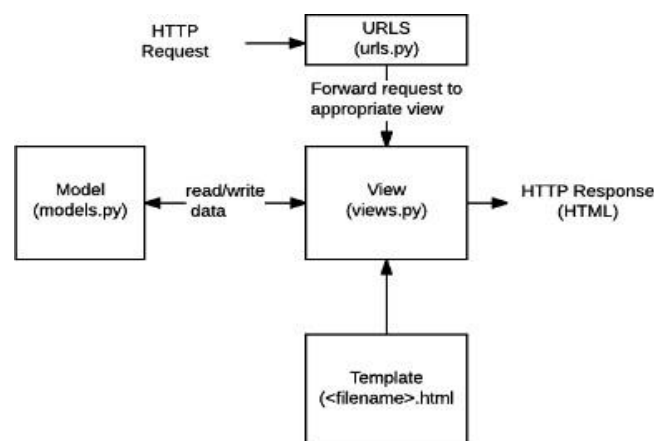 HTTP
Request
URLS
(urls.py)
Forward request to
appropriate view
Model
(models.py)
read/write
data
View
(views.py)
HTTP Response
(HTML)
Template
(<filename>.html